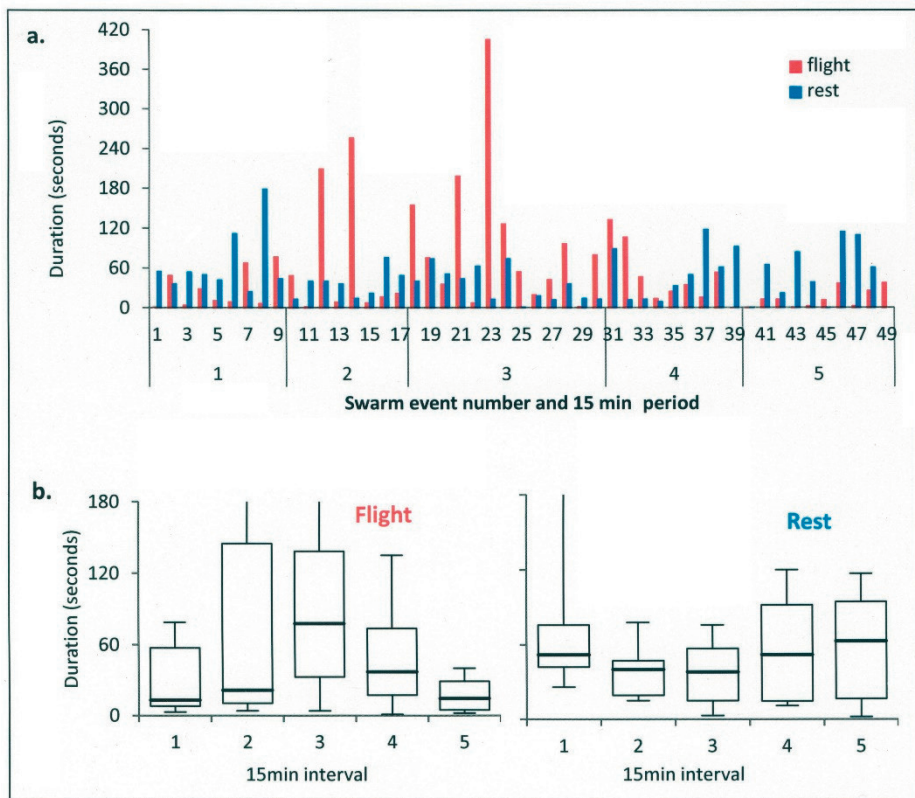 a.
420
360
300
240
180
120
60
0
Duration (seconds)
flight
rest
1 3 5 7 9 11 13 15 17 19 21 23 25 27 29 31 33 35 37 39 41 43 45 47 49
1 2 3 4 5
Swarm event number and 15 min period
b.
180
120
60
0
Duration (seconds)
Flight
1 2 3 4 5
15min interval
Rest
1 2 3 4 5
15min interval